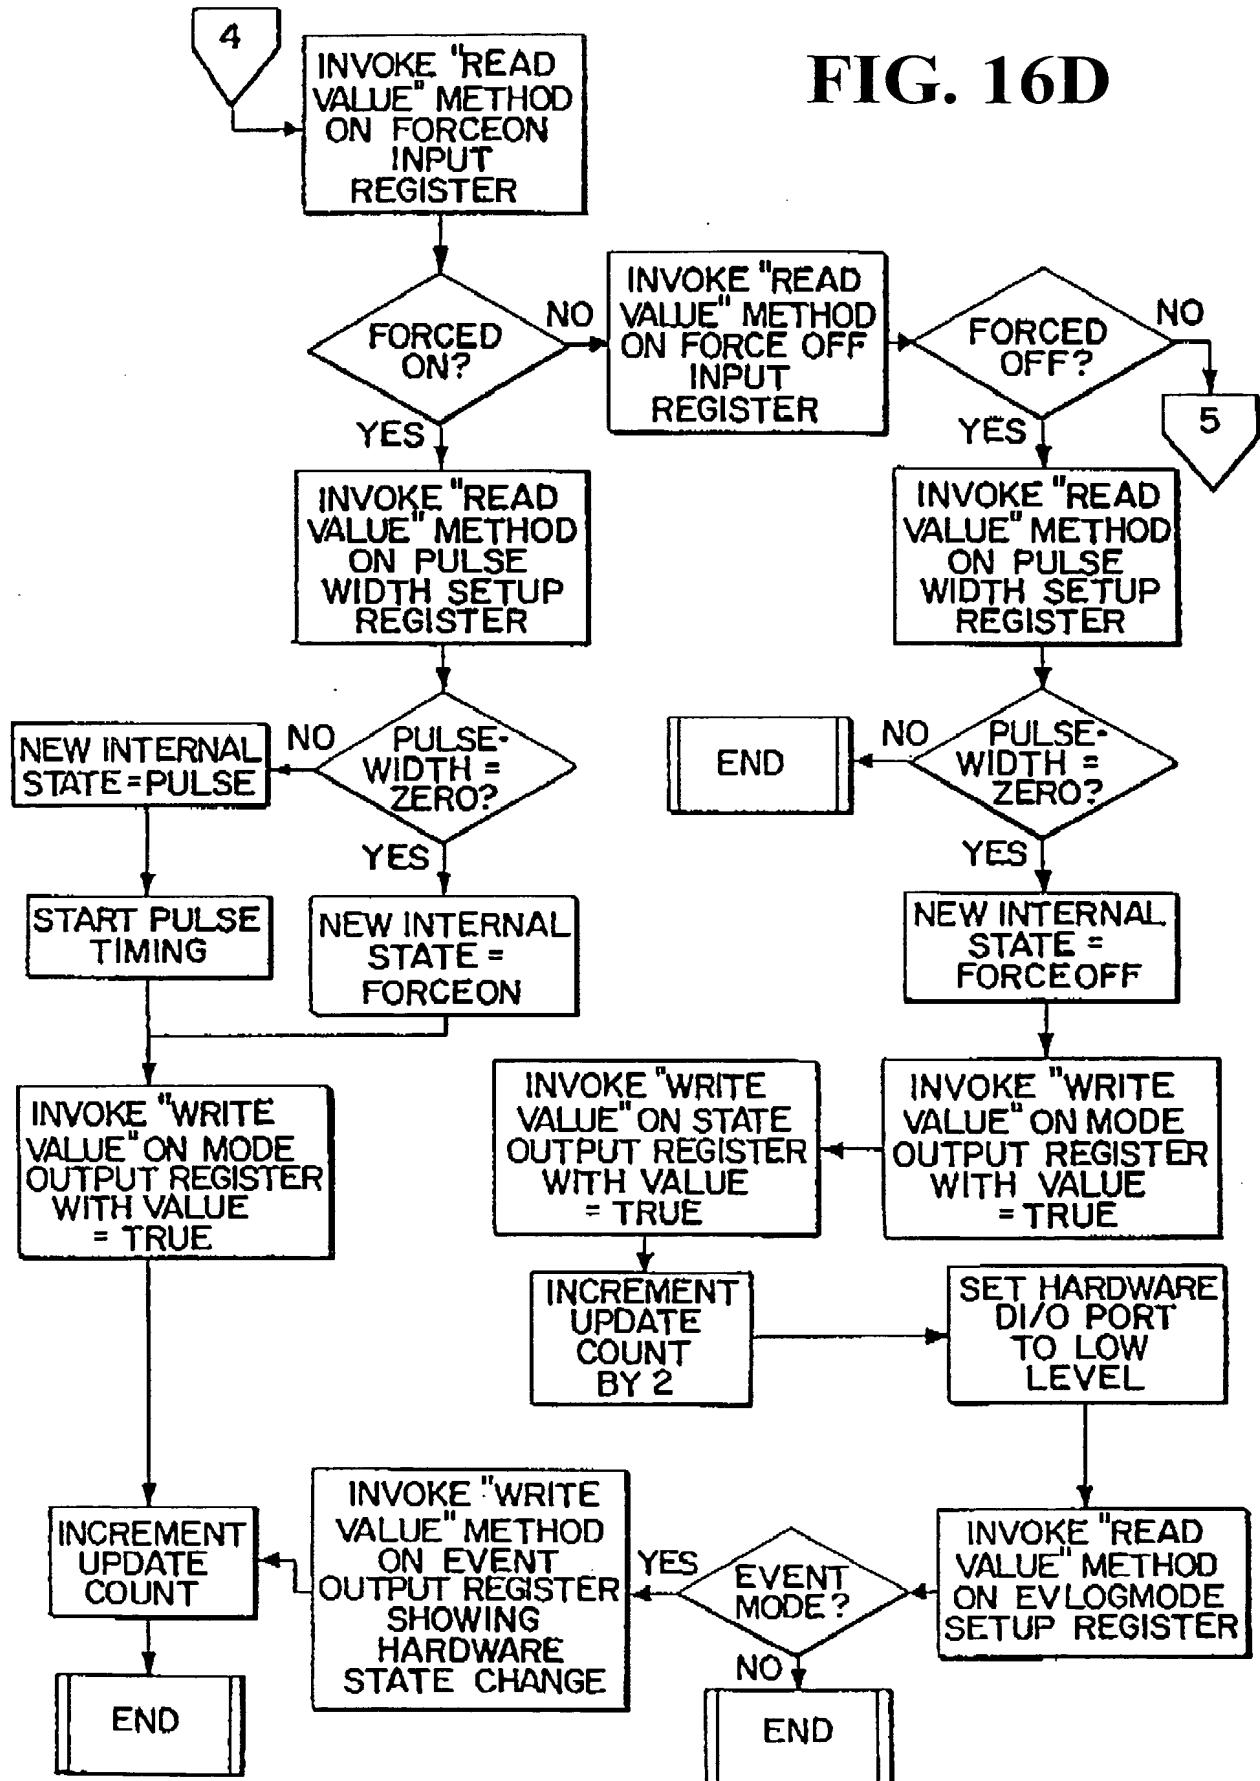 4
INVOKE "READ
VALUE" METHOD
ON FORCEON
INPUT
REGISTER
FIG. 16D
FORCED
ON?
NO
INVOKE "READ
VALUE" METHOD
ON FORCE OFF
INPUT
REGISTER
FORCED
OFF?
NO
5
YES
YES
INVOKE "READ
VALUE" METHOD
ON PULSE
WIDTH SETUP
REGISTER
INVOKE "READ
VALUE" METHOD
ON PULSE
WIDTH SETUP
REGISTER
NEW INTERNAL
STATE=PULSE
NO
PULSE-
WIDTH =
ZERO?
END
NO
PULSE-
WIDTH =
ZERO?
YES
YES
START PULSE
TIMING
NEW INTERNAL
STATE =
FORCEON
NEW INTERNAL
STATE =
FORCEOFF
INVOKE "WRITE
VALUE" ON MODE
OUTPUT REGISTER
WITH VALUE
= TRUE
INVOKE "WRITE
VALUE" ON STATE
OUTPUT REGISTER
WITH VALUE
= TRUE
INVOKE "WRITE
VALUE" ON MODE
OUTPUT REGISTER
WITH VALUE
= TRUE
INCREMENT
UPDATE
COUNT
BY 2
SET HARDWARE
DI/O PORT
TO LOW
LEVEL
INCREMENT
UPDATE
COUNT
INVOKE "WRITE
VALUE" METHOD
ON EVENT
OUTPUT REGISTER
SHOWING
HARDWARE
STATE CHANGE
YES
EVENT
MODE?
INVOKE "READ
VALUE" METHOD
ON EVLOGMODE
SETUP REGISTER
NO
END
END